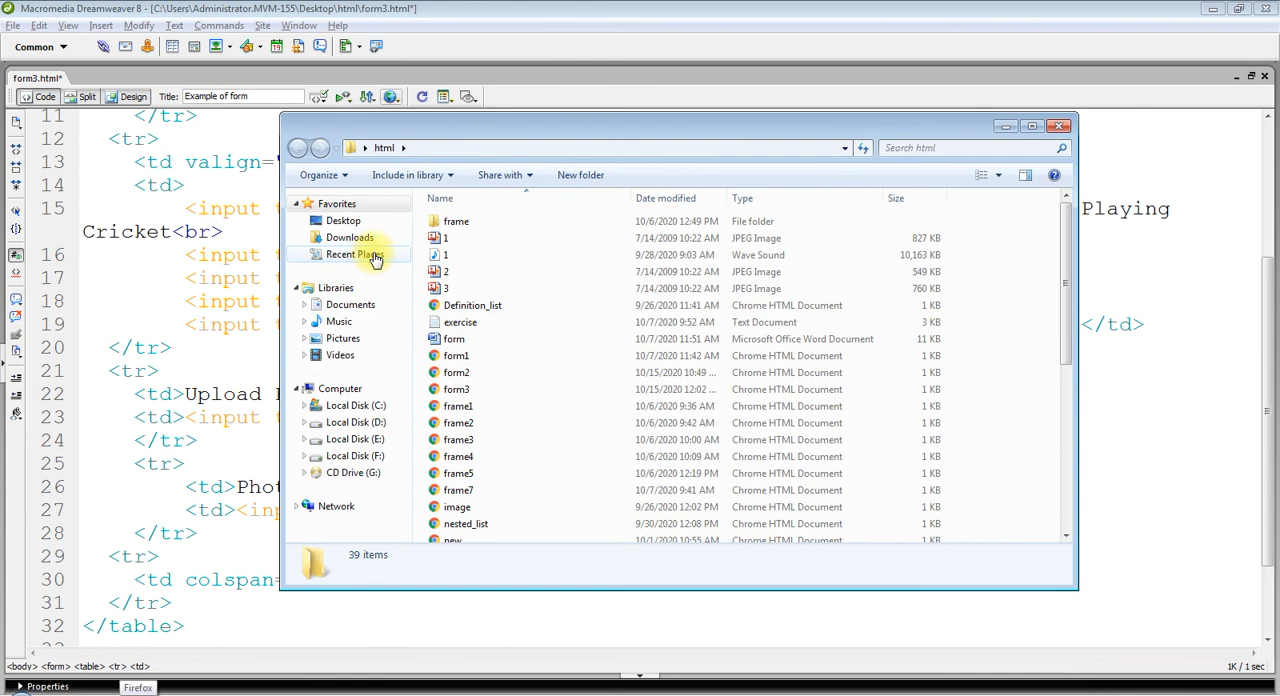 Macromedia Dreamweaver 8 - [C:\Users\Administrator.MVM-155\Desktop\html\form3.html*]
File Edit View Insert Modify Text Commands Site Window Help
Common
form3.html*
Code Split Design Title: Example of form
11 </tr>
12 <tr>
13 <td valign="
14 <td>
15 <input t Playing
Cricket<br>
16 <input t
17 <input t
18 <input t
19 <input t </td>
20 </tr>
21 <tr>
22 <td>Upload
23 <td><input t
24 </tr>
25 <tr>
26 <td>Phot
27 <td><inp
28 </tr>
29 <tr>
30 <td colspan=
31 </tr>
32 </table>
<body> <form> <table> <tr> <td> 1K / 1 sec
Properties
Firefox
html Search html
Organize Include in library Share with New folder
Favorites
Desktop
Downloads
Recent Places
Libraries
Documents
Music
Pictures
Videos
Computer
Local Disk (C:)
Local Disk (D:)
Local Disk (E:)
Local Disk (F:)
CD Drive (G:)
Network
Name Date modified Type Size
frame 10/6/2020 12:49 PM File folder
1 7/14/2009 10:22 AM JPEG Image 827 KB
1 9/28/2020 9:03 AM Wave Sound 10,163 KB
2 7/14/2009 10:22 AM JPEG Image 549 KB
3 7/14/2009 10:22 AM JPEG Image 760 KB
Definition_list 9/26/2020 11:41 AM Chrome HTML Document 1 KB
exercise 10/7/2020 9:52 AM Text Document 3 KB
form 10/7/2020 11:51 AM Microsoft Office Word Document 11 KB
form1 10/7/2020 11:42 AM Chrome HTML Document 1 KB
form2 10/15/2020 10:49 ... Chrome HTML Document 1 KB
form3 10/15/2020 12:02 ... Chrome HTML Document 1 KB
frame1 10/6/2020 9:36 AM Chrome HTML Document 1 KB
frame2 10/6/2020 9:42 AM Chrome HTML Document 1 KB
frame3 10/6/2020 10:00 AM Chrome HTML Document 1 KB
frame4 10/6/2020 10:09 AM Chrome HTML Document 1 KB
frame5 10/6/2020 12:19 PM Chrome HTML Document 1 KB
frame7 10/7/2020 9:41 AM Chrome HTML Document 1 KB
image 9/26/2020 12:02 PM Chrome HTML Document 1 KB
nested_list 9/30/2020 12:08 PM Chrome HTML Document 1 KB
new 10/1/2020 10:55 AM Chrome HTML Document 1 KB
39 items